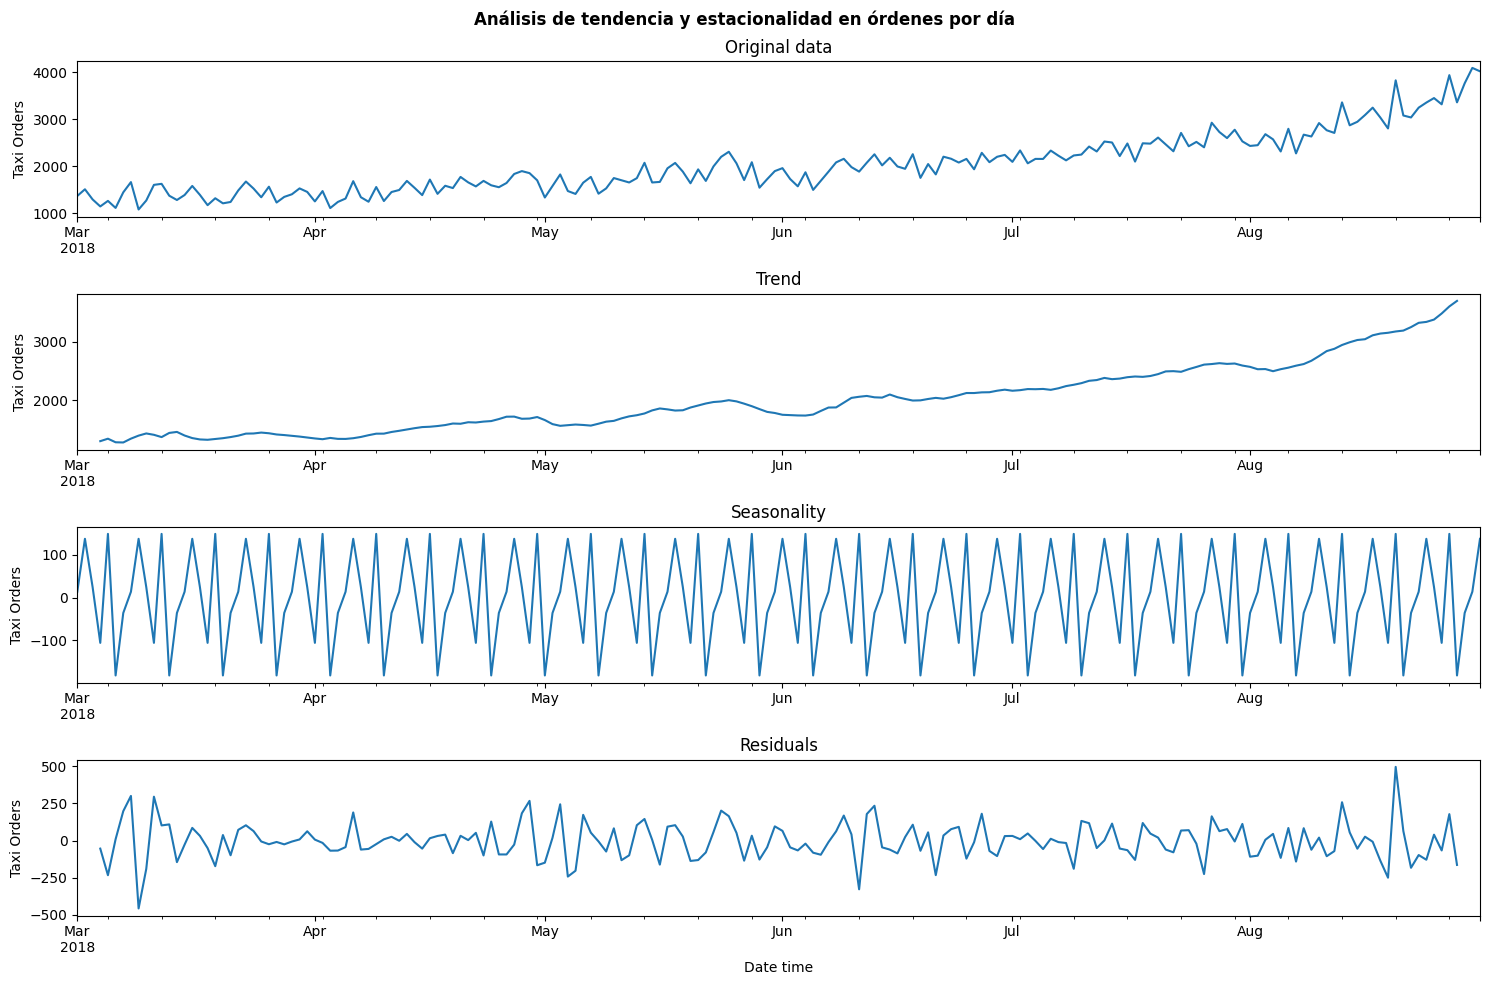 Análisis de tendencia y estacionalidad en órdenes por día
Original data
4000
3000
2000
1000
Taxi Orders
Mar Apr May Jun Jul Aug
2018
Trend
3000
2000
Taxi Orders
Mar Apr May Jun Jul Aug
2018
Seasonality
100
0
−100
Taxi Orders
Mar Apr May Jun Jul Aug
2018
Residuals
500
250
0
−250
−500
Taxi Orders
Mar Apr May Jun Jul Aug
2018
Date time